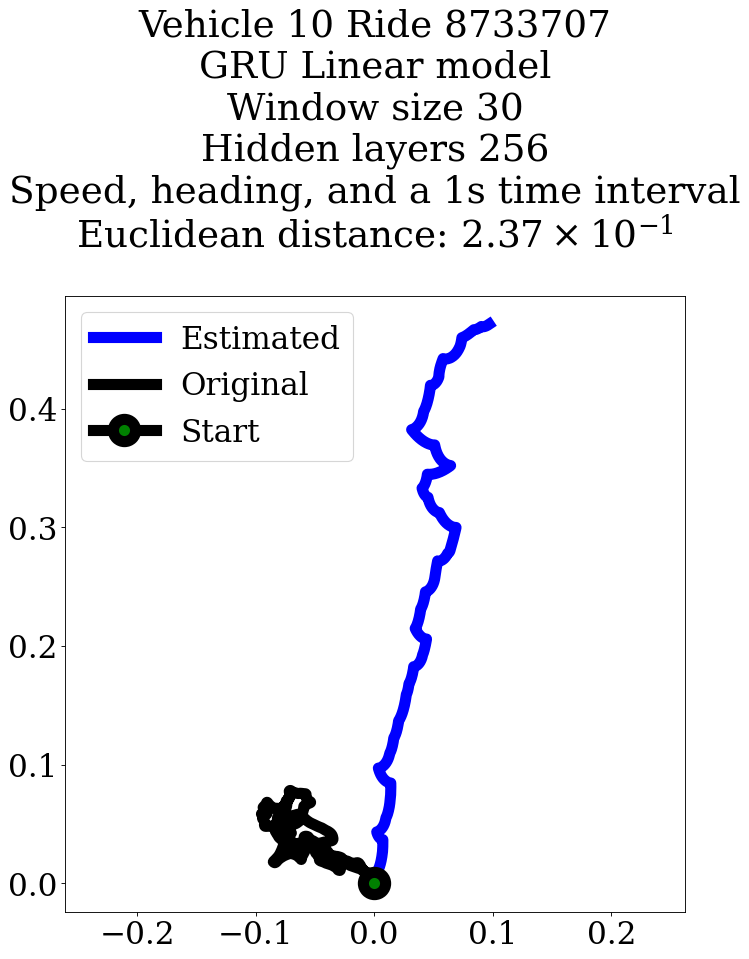 Vehicle 10 Ride 8733707
GRU Linear model
Window size 30
Hidden layers 256
Speed, heading, and a 1s time interval
Euclidean distance: 2.37 × 10⁻¹
Estimated
Original
Start
0.4
0.3
0.2
0.1
0.0
−0.2 −0.1 0.0 0.1 0.2